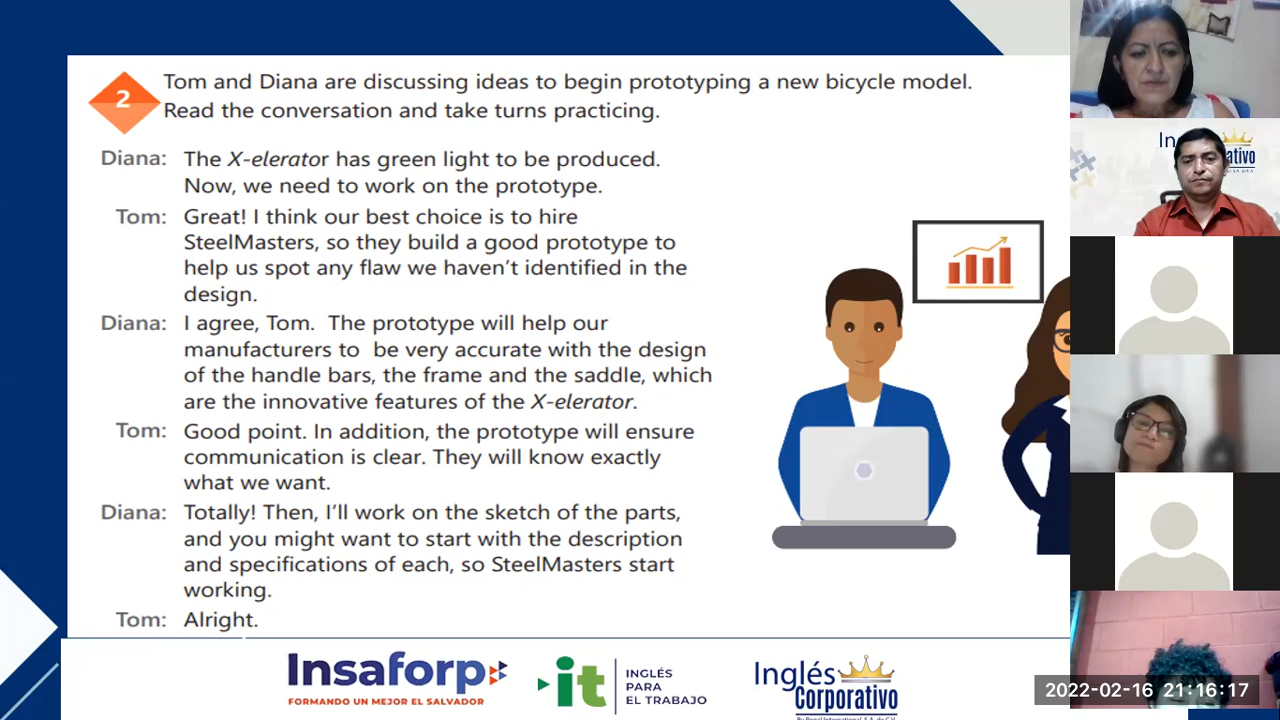 2
Tom and Diana are discussing ideas to begin prototyping a new bicycle model.
Read the conversation and take turns practicing.
Diana: The X-elerator has green light to be produced.
Now, we need to work on the prototype.
Tom: Great! I think our best choice is to hire
SteelMasters, so they build a good prototype to
help us spot any flaw we haven't identified in the
design.
Diana: I agree, Tom. The prototype will help our
manufacturers to be very accurate with the design
of the handle bars, the frame and the saddle, which
are the innovative features of the X-elerator.
Tom: Good point. In addition, the prototype will ensure
communication is clear. They will know exactly
what we want.
Diana: Totally! Then, I'll work on the sketch of the parts,
and you might want to start with the description
and specifications of each, so SteelMasters start
working.
Tom: Alright.
Insaforp
FORMANDO UN MEJOR EL SALVADOR
it
INGLÉS
PARA
EL TRABAJO
Inglés
Corporativo
2022-02-16 21:16:17